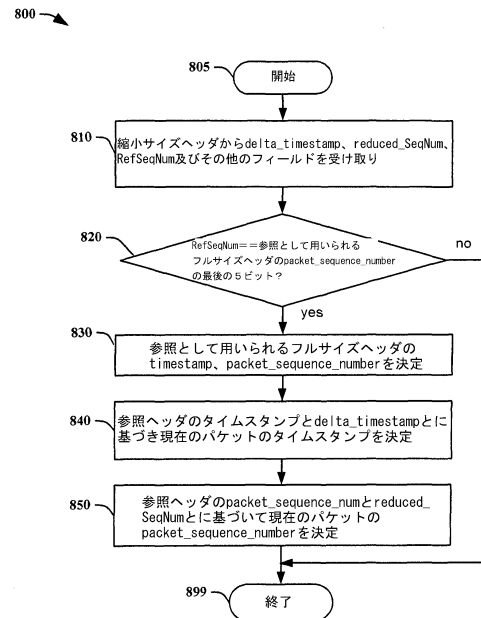 800
805
開始
810
縮小サイズヘッダからdelta_timestamp、reduced_SeqNum、
RefSeqNum及びその他のフィールドを受け取り
820
RefSeqNum==参照として用いられる
フルサイズヘッダのpacket_sequence_number
の最後の5ビット?
no
yes
830
参照として用いられるフルサイズヘッダの
timestamp、packet_sequence_numberを決定
840
参照ヘッダのタイムスタンプとdelta_timestampとに
基づき現在のパケットのタイムスタンプを決定
850
参照ヘッダのpacket_sequence_numとreduced_
SeqNumとに基づいて現在のパケットの
packet_sequence_numberを決定
899
終了